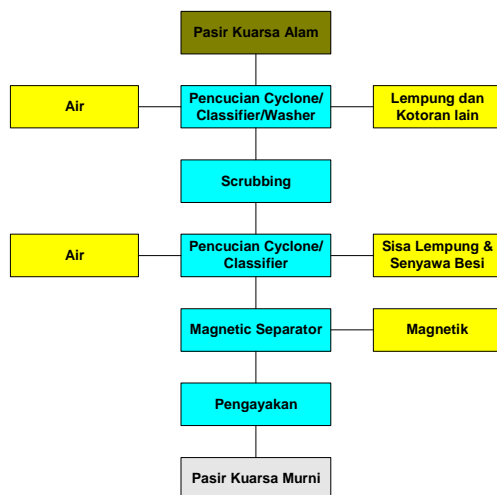 Pasir Kuarsa Alam
Air
Pencucian Cyclone/
Classifier/Washer
Lempung dan
Kotoran lain
Scrubbing
Air
Pencucian Cyclone/
Classifier
Sisa Lempung &
Senyawa Besi
Magnetic Separator
Magnetik
Pengayakan
Pasir Kuarsa Murni